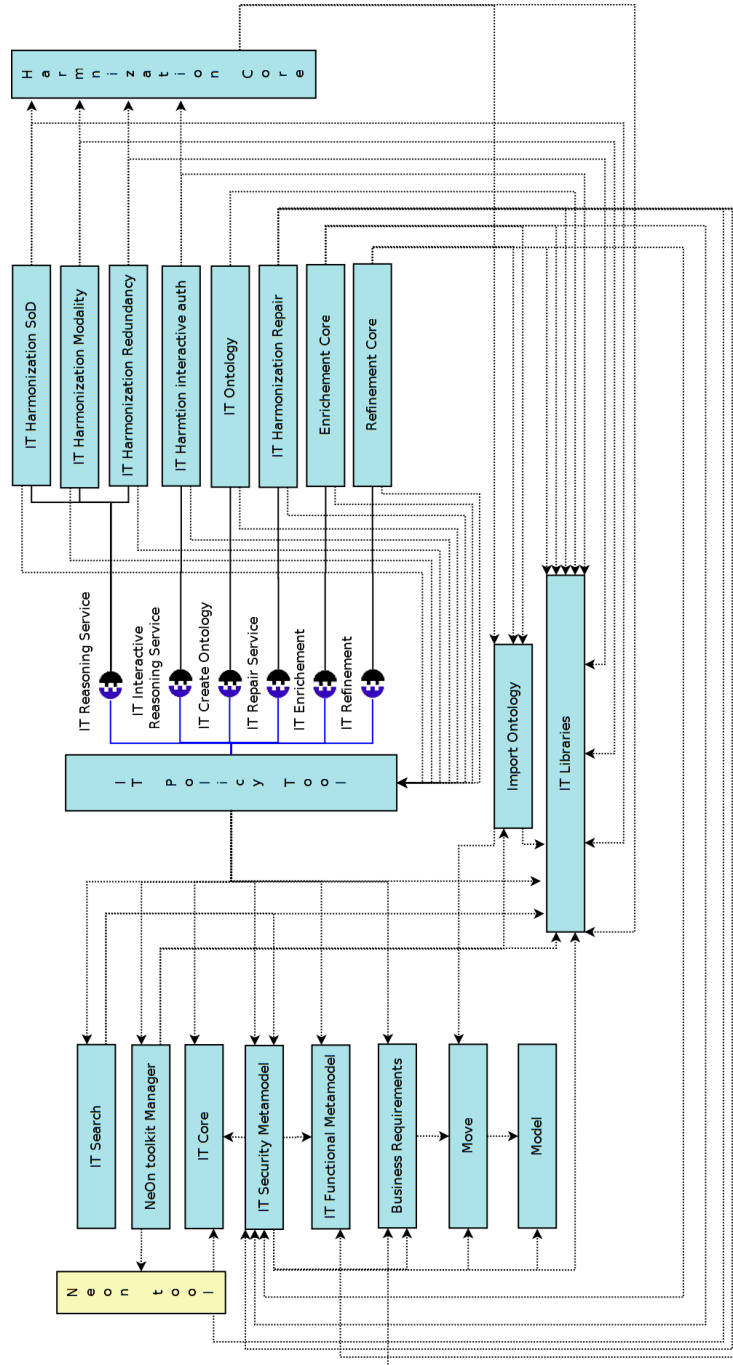 Harmnization Core
IT Harmonization SoD
IT Harmonization Modality
IT Harmonization Redundancy
IT Harmtion interactive auth
IT Ontology
IT Harmonization Repair
Enrichement Core
Refinement Core
IT Reasoning Service
IT Interactive
Reasoning Service
IT Create Ontology
IT Repair Service
IT Enrichement
IT Refinement
IT Policy Tool
Import Ontology
IT Libraries
IT Search
NeOn toolkit Manager
IT Core
IT Security Metamodel
IT Functional Metamodel
Business Requirements
Move
Model
Neon tool